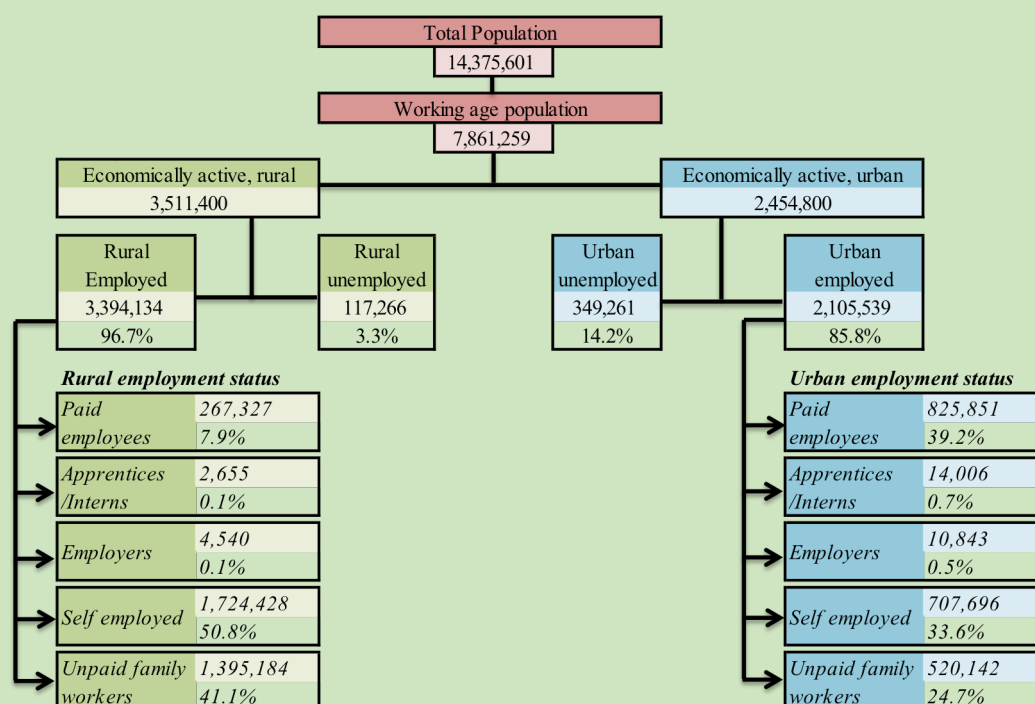 Total Population
14,375,601
Working age population
7,861,259
Economically active, rural
3,511,400
Economically active, urban
2,454,800
Rural
Employed
3,394,134
96.7%
Rural
unemployed
117,266
3.3%
Urban
unemployed
349,261
14.2%
Urban
employed
2,105,539
85.8%
Rural employment status
Paid
employees
267,327
7.9%
Apprentices
/Interns
2,655
0.1%
Employers
4,540
0.1%
Self employed
1,724,428
50.8%
Unpaid family
workers
1,395,184
41.1%
Urban employment status
Paid
employees
825,851
39.2%
Apprentices
/Interns
14,006
0.7%
Employers
10,843
0.5%
Self employed
707,696
33.6%
Unpaid family
workers
520,142
24.7%